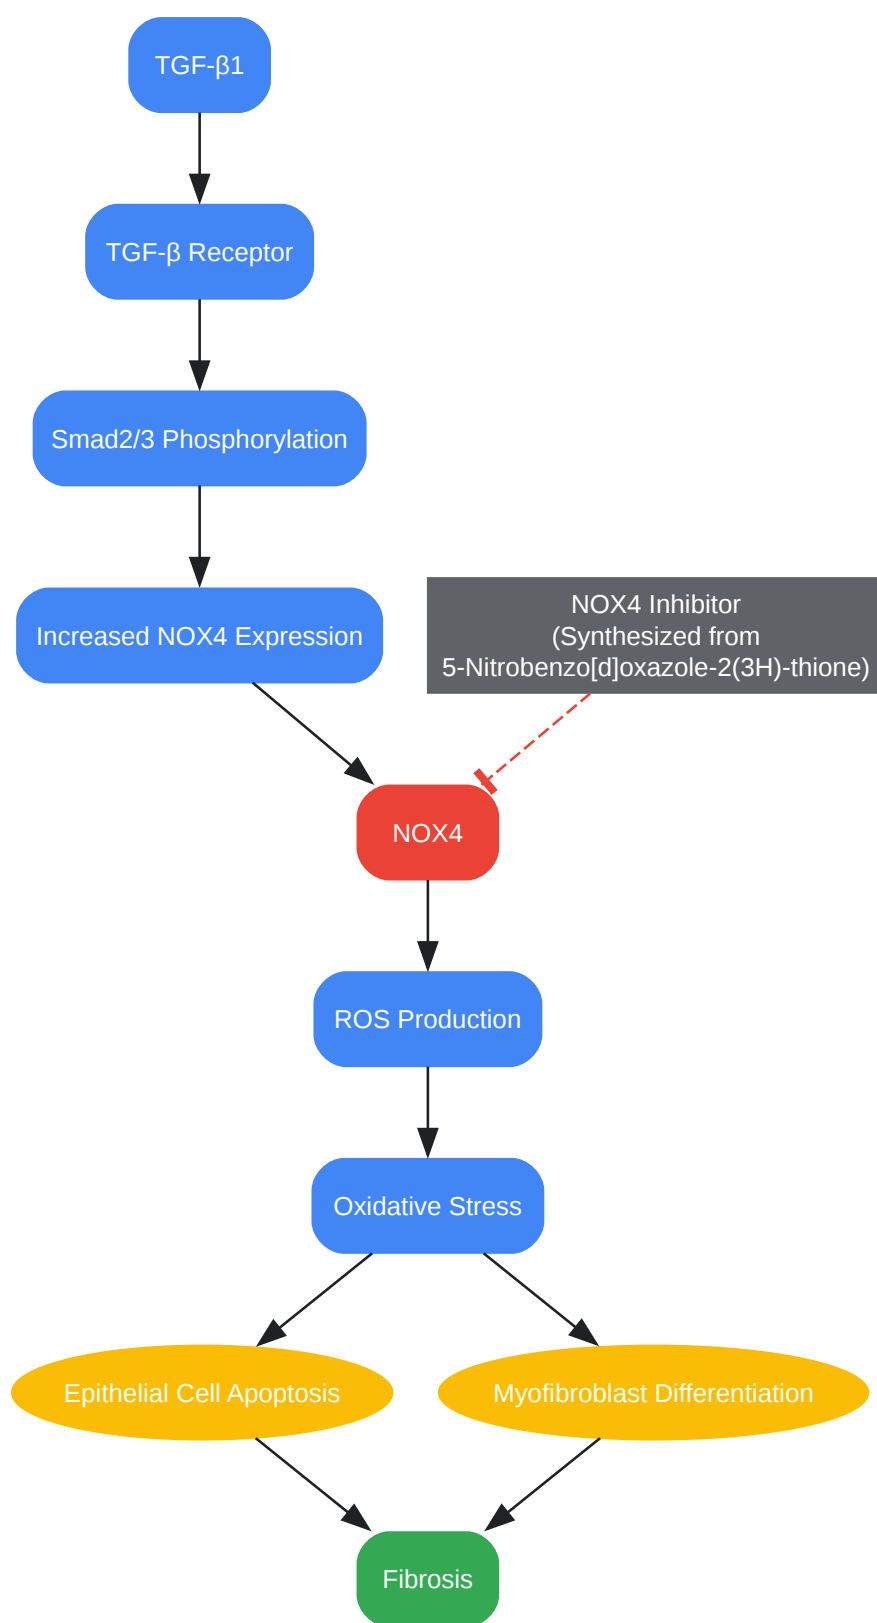 TGF-β1
TGF-β Receptor
Smad2/3 Phosphorylation
Increased NOX4 Expression
NOX4 Inhibitor
(Synthesized from
5-Nitrobenzo[d]oxazole-2(3H)-thione)
NOX4
ROS Production
Oxidative Stress
Epithelial Cell Apoptosis
Myofibroblast Differentiation
Fibrosis